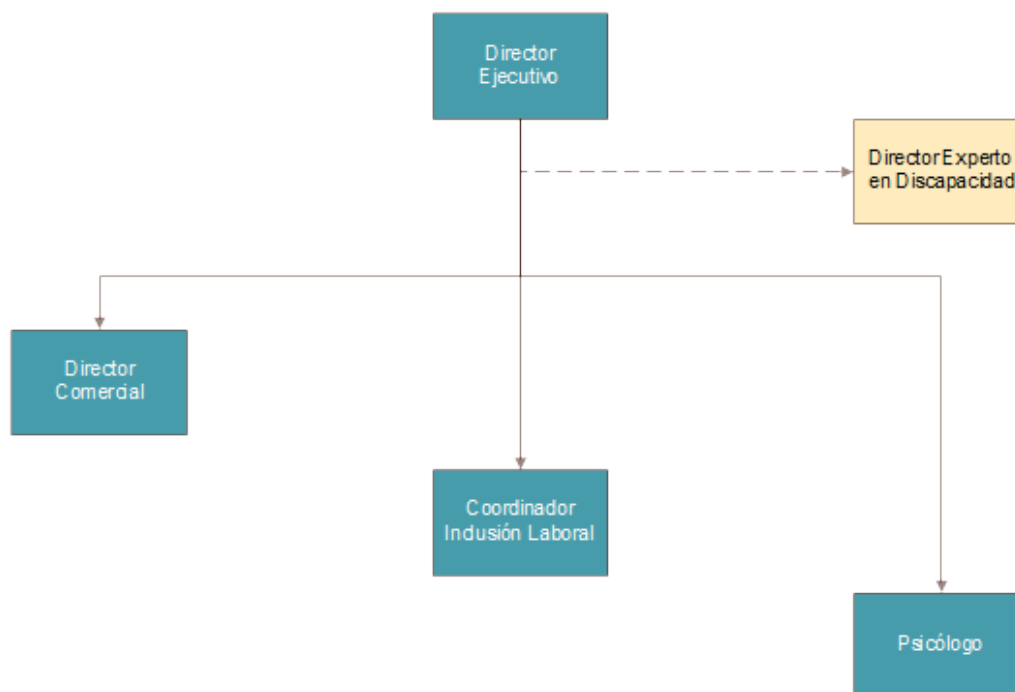 Director
Ejecutivo
Director Experto
en Discapacidad
Director
Comercial
Coordinador
Inclusión Laboral
Psicólogo